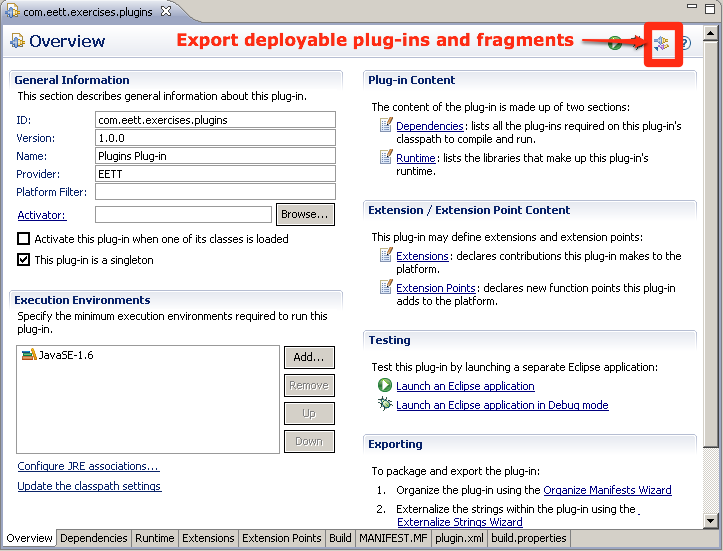 com.eett.exercises.plugins
Overview
Export deployable plug-ins and fragments
General Information
This section describes general information about this plug-in.
ID:
com.eett.exercises.plugins
Version:
1.0.0
Name:
Plugins Plug-in
Provider:
EETT
Platform Filter:
Activator:
Browse...
Activate this plug-in when one of its classes is loaded
This plug-in is a singleton
Execution Environments
Specify the minimum execution environments required to run this
plug-in.
JavaSE-1.6
Add...
Remove
Up
Down
Configure JRE associations...
Update the classpath settings
Plug-in Content
The content of the plug-in is made up of two sections:
Dependencies: lists all the plug-ins required on this plug-in's
classpath to compile and run.
Runtime: lists the libraries that make up this plug-in's
runtime.
Extension / Extension Point Content
This plug-in may define extensions and extension points:
Extensions: declares contributions this plug-in makes to the
platform.
Extension Points: declares new function points this plug-in
adds to the platform.
Testing
Test this plug-in by launching a separate Eclipse application:
Launch an Eclipse application
Launch an Eclipse application in Debug mode
Exporting
To package and export the plug-in:
1. Organize the plug-in using the Organize Manifests Wizard
2. Externalize the strings within the plug-in using the
Externalize Strings Wizard
Overview Dependencies Runtime Extensions Extension Points Build MANIFEST.MF plugin.xml build.properties